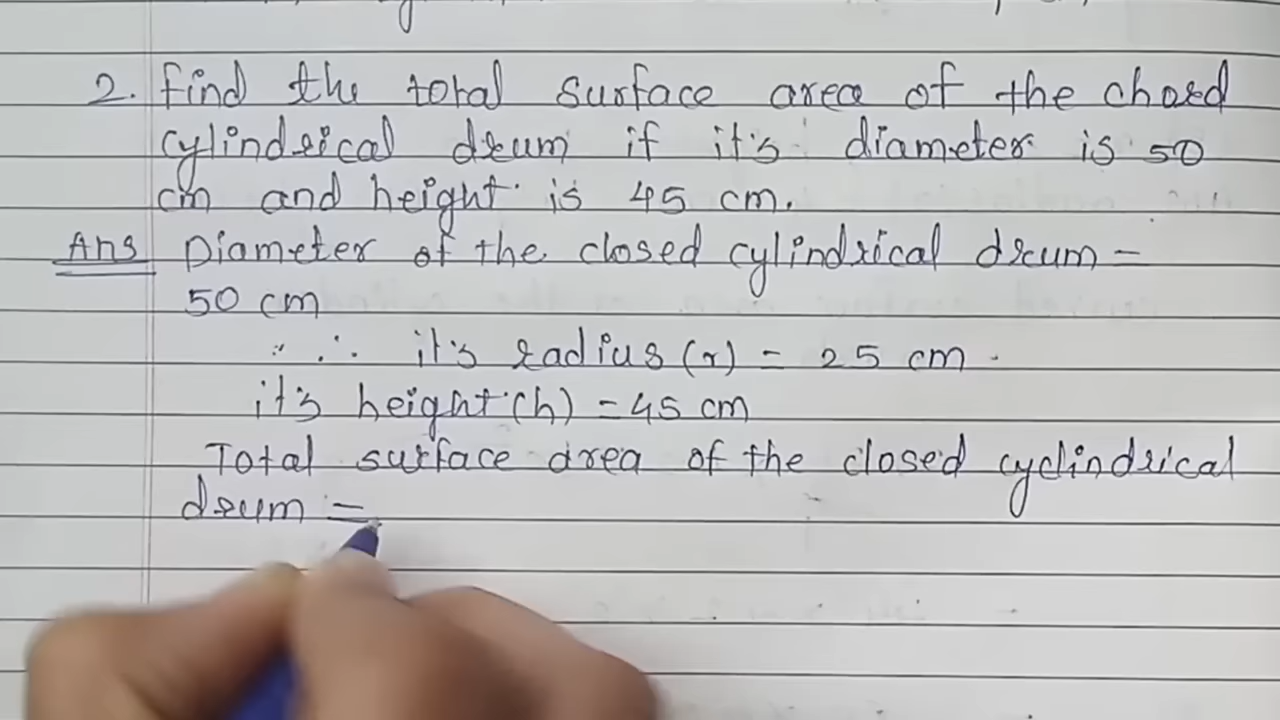 2. Find the total surface area of the chosed
cylindrical drum if it's diameter is 50
cm and height is 45 cm.
Ans Diameter of the closed cylindrical drum =
50 cm
∴ it's radius (r) = 25 cm.
it's height (h) = 45 cm
Total surface area of the closed cyclindrical
drum =